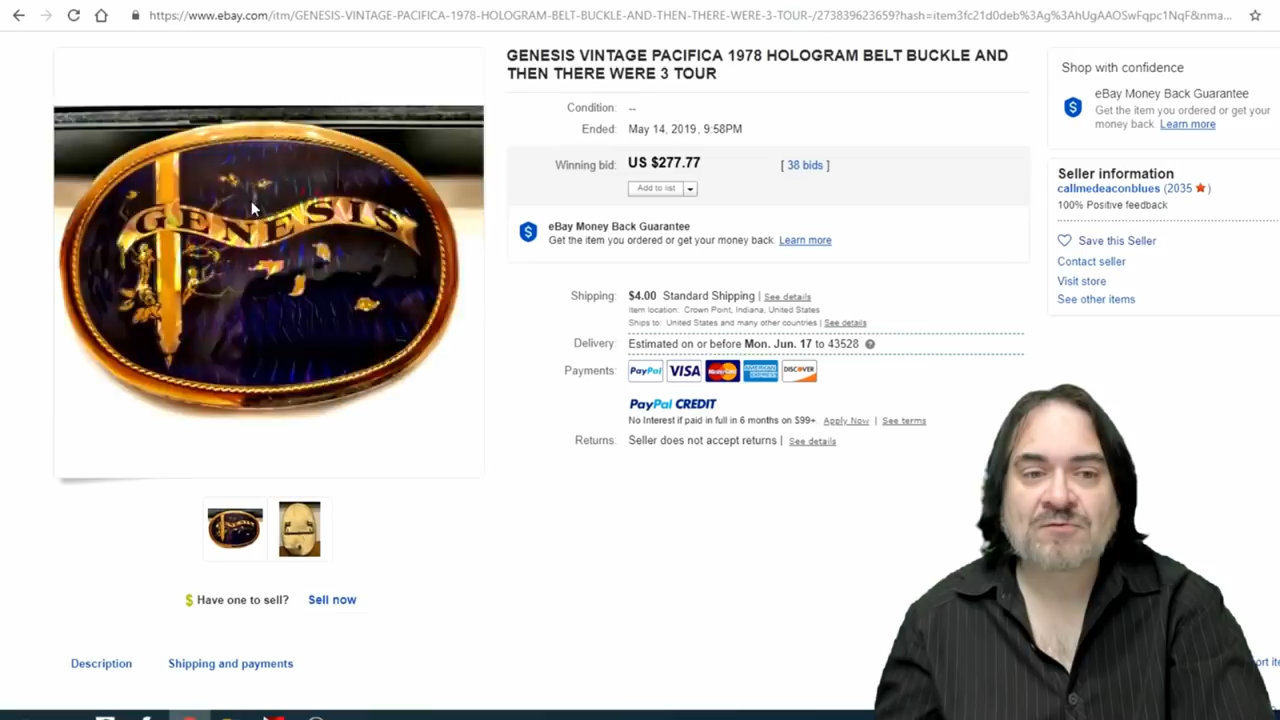 https://www.ebay.com/itm/GENESIS-VINTAGE-PACIFICA-1978-HOLOGRAM-BELT-BUCKLE-AND-THEN-THERE-WERE-3-TOUR-/273839623659?hash=item3fc21d0deb%3Ag%3AhUgAAOSwFqpc1NqF&nma...
GENESIS VINTAGE PACIFICA 1978 HOLOGRAM BELT BUCKLE AND
THEN THERE WERE 3 TOUR
Condition: --
Ended: May 14, 2019, 9:58PM
Winning bid: US $277.77 [ 38 bids ]
Add to list
eBay Money Back Guarantee
Get the item you ordered or get your money back. Learn more
Shipping: $4.00 Standard Shipping | See details
Item location: Crown Point, Indiana, United States
Ships to: United States and many other countries | See details
Delivery: Estimated on or before Mon. Jun. 17 to 43528
Payments: PayPal VISA MasterCard AMERICAN EXPRESS DISCOVER
PayPal CREDIT
No Interest if paid in full in 6 months on $99+ Apply Now | See terms
Returns: Seller does not accept returns | See details
Shop with confidence
eBay Money Back Guarantee
Get the item you ordered or get your
money back. Learn more
Seller information
callmedeaconblues (2035 )
100% Positive feedback
Save this Seller
Contact seller
Visit store
See other items
GENESIS
GENESIS
$ Have one to sell? Sell now
Description Shipping and payments